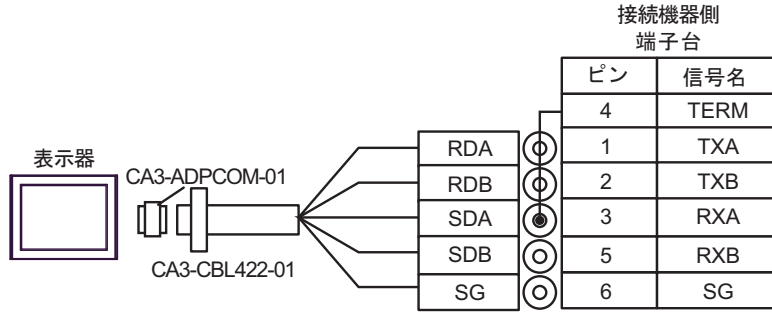 接続機器側
端子台
ピン 信号名
4 TERM
RDA 1 TXA
RDB 2 TXB
SDA 3 RXA
SDB 5 RXB
SG 6 SG
表示器
CA3-ADPCOM-01
CA3-CBL422-01